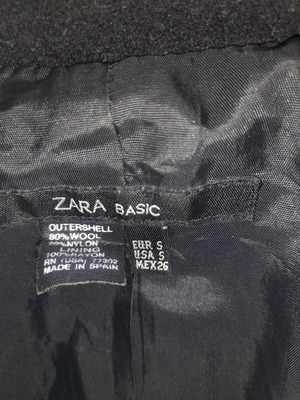 ZARA BASIC
OUTERSHELL
80%WOOL
20%NYLON
LINING
100%RAYON
RN (USA) 77302
MADE IN SPAIN
EUR S
USA S
MEX26